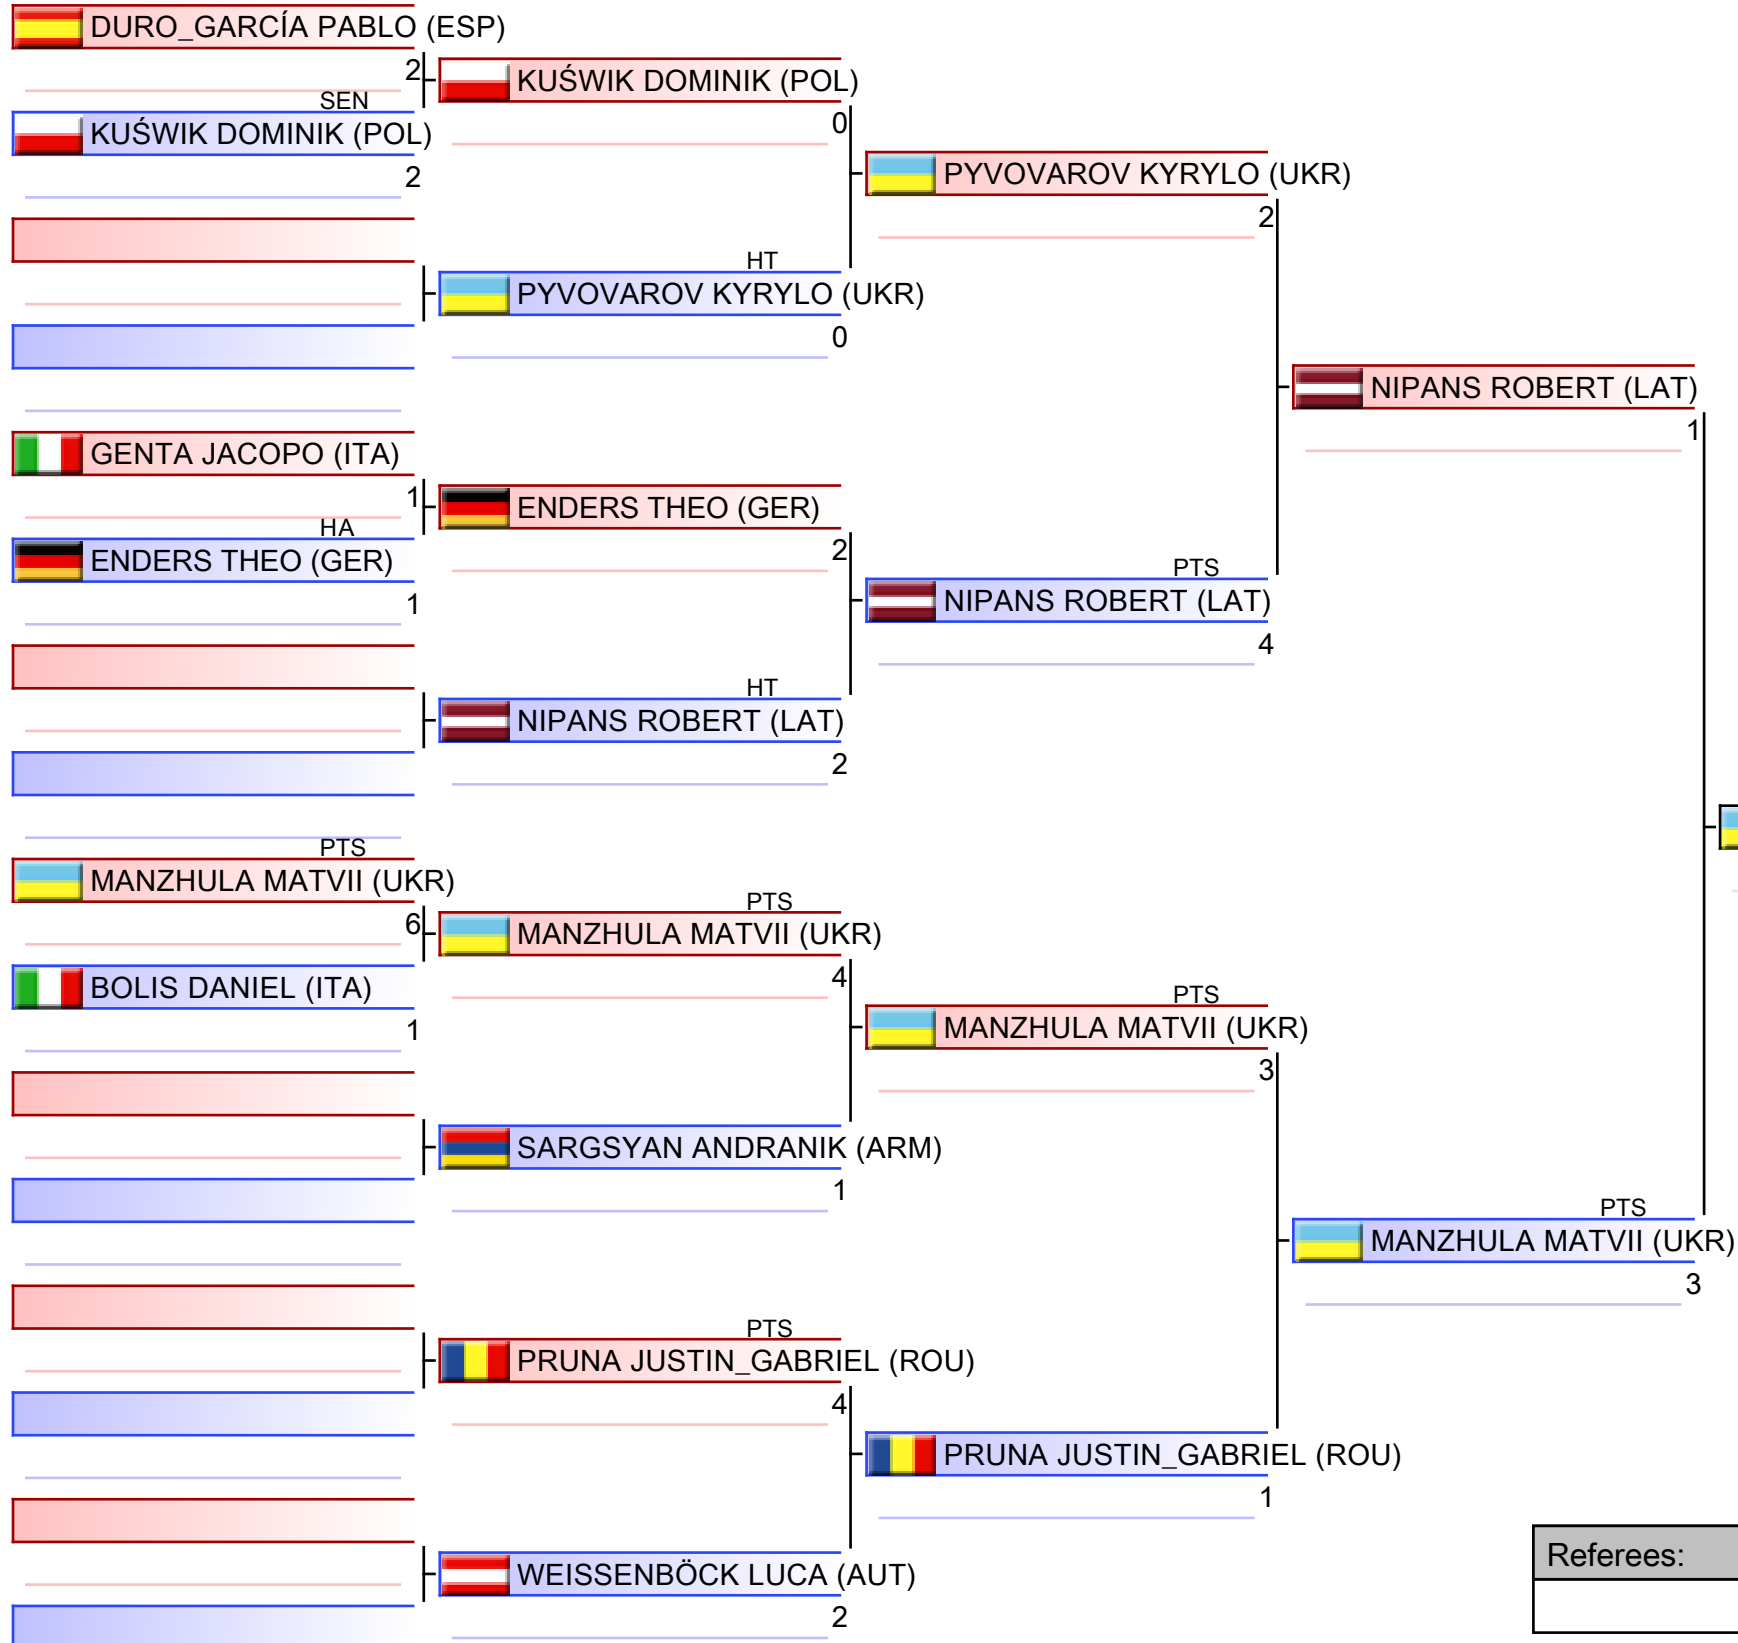 DURO_GARCÍA PABLO (ESP)
2
KUŚWIK DOMINIK (POL)
0
SEN
KUŚWIK DOMINIK (POL)
2
PYVOVAROV KYRYLO (UKR)
2
HT
PYVOVAROV KYRYLO (UKR)
0
NIPANS ROBERT (LAT)
1
GENTA JACOPO (ITA)
1
ENDERS THEO (GER)
2
HA
ENDERS THEO (GER)
1
PTS
NIPANS ROBERT (LAT)
4
HT
NIPANS ROBERT (LAT)
2
PTS
MANZHULA MATVII (UKR)
6
PTS
MANZHULA MATVII (UKR)
4
BOLIS DANIEL (ITA)
1
PTS
MANZHULA MATVII (UKR)
3
SARGSYAN ANDRANIK (ARM)
1
PTS
MANZHULA MATVII (UKR)
3
PTS
PRUNA JUSTIN_GABRIEL (ROU)
4
PRUNA JUSTIN_GABRIEL (ROU)
1
WEISSENBÖCK LUCA (AUT)
2
Referees: